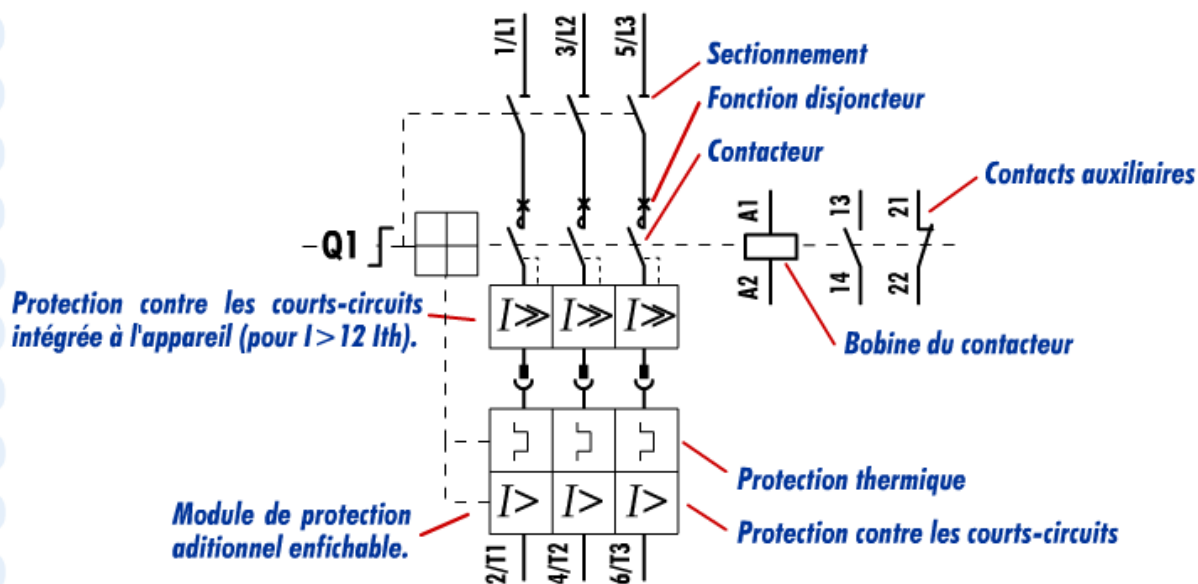 1/L1
3/L2
5/L3
Sectionnement
Fonction disjoncteur
Contacteur
Contacts auxiliaires
A1
13
21
-Q1
A2
14
22
Protection contre les courts-circuits
intégrée à l'appareil (pour I>12 Ith).
I≫ I≫ I≫
Bobine du contacteur
Protection thermique
I> I> I>
Module de protection
aditionnel enfichable.
Protection contre les courts-circuits
2/T1
4/T2
6/T3